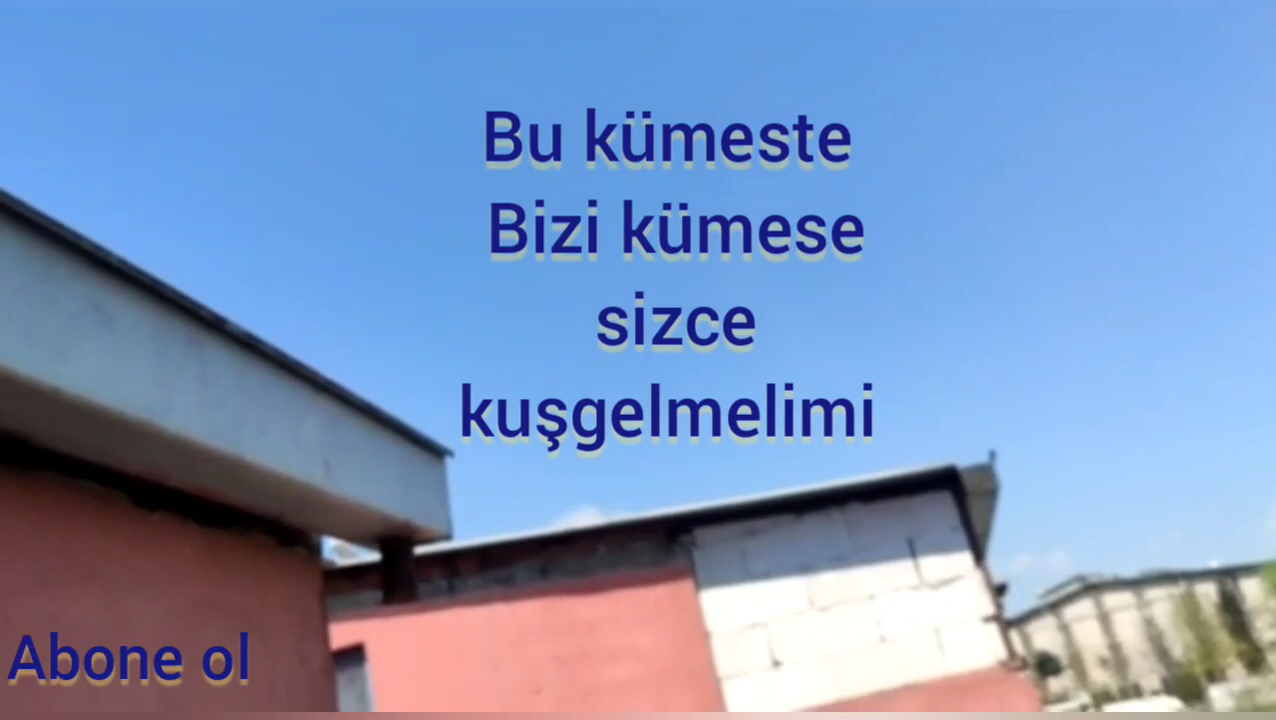 Bu kümeste
Bizi kümese
sizce
kuşgelmelimi
Abone ol